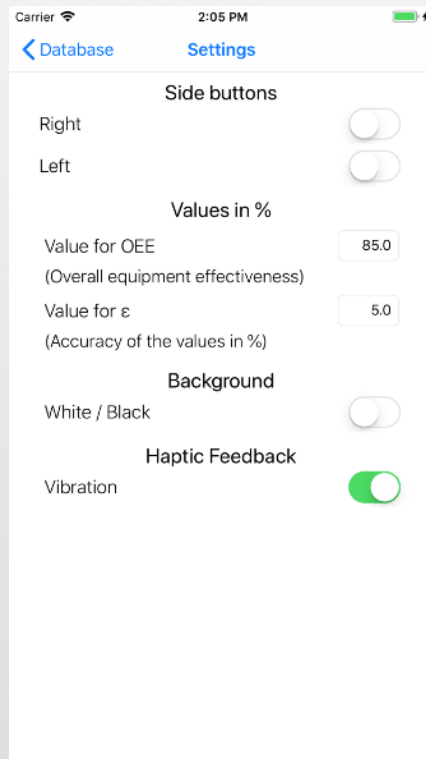 Carrier 2:05 PM
Database Settings
Side buttons
Right
Left
Values in %
Value for OEE 85.0
(Overall equipment effectiveness)
Value for ε 5.0
(Accuracy of the values in %)
Background
White / Black
Haptic Feedback
Vibration